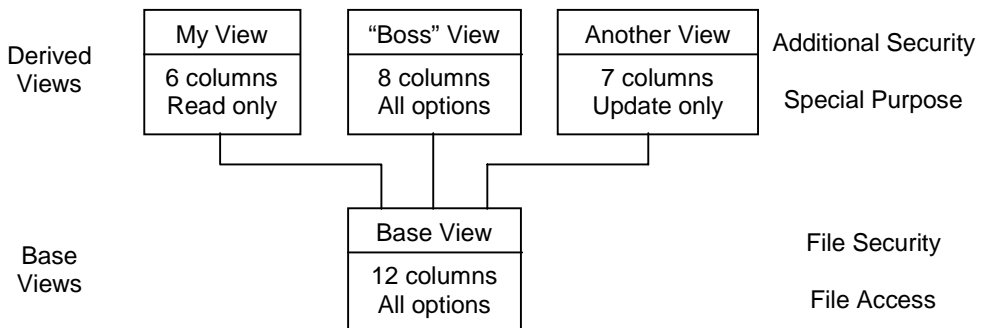 Derived
Views
My View
6 columns
Read only
“Boss” View
8 columns
All options
Another View
7 columns
Update only
Additional Security
Special Purpose
Base
Views
Base View
12 columns
All options
File Security
File Access